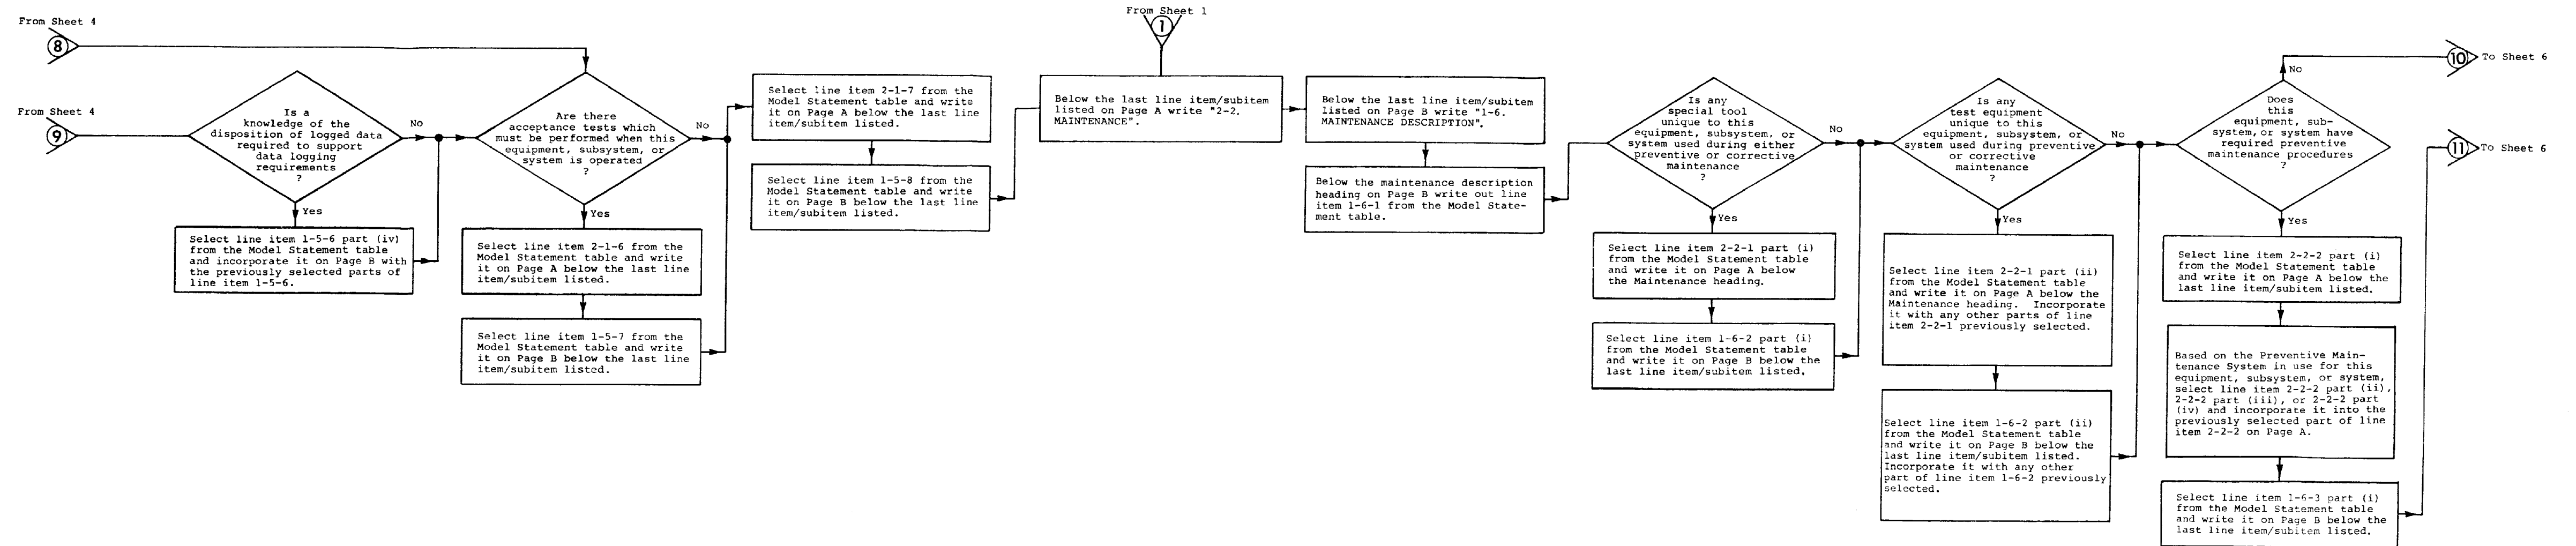 From Sheet 4
8
From Sheet 4
9
Is a
knowledge of the
disposition of logged data
required to support
data logging
requirements
?
No
Yes
Select line item 1-5-6 part (iv)
from the Model Statement table
and incorporate it on Page B with
the previously selected parts of
line item 1-5-6.
Are there
acceptance tests which
must be performed when this
equipment, subsystem, or
system is operated
?
No
Yes
Select line item 2-1-6 from the
Model Statement table and write
it on Page A below the last line
item/subitem listed.
Select line item 1-5-7 from the
Model Statement table and write
it on Page B below the last line
item/subitem listed.
Select line item 2-1-7 from the
Model Statement table and write
it on Page A below the last line
item/subitem listed.
Select line item 1-5-8 from the
Model Statement table and write
it on Page B below the last line
item/subitem listed.
From Sheet 1
1
Below the last line item/subitem
listed on Page A write "2-2.
MAINTENANCE".
Below the last line item/subitem
listed on Page B write "1-6.
MAINTENANCE DESCRIPTION".
Below the maintenance description
heading on Page B write out line
item 1-6-1 from the Model State-
ment table.
Is any
special tool
unique to this
equipment, subsystem, or
system used during either
preventive or corrective
maintenance
?
No
Yes
Select line item 2-2-1 part (i)
from the Model Statement table
and write it on Page A below
the Maintenance heading.
Select line item 1-6-2 part (i)
from the Model Statement table
and write it on Page B below the
last line item/subitem listed.
Is any
test equipment
unique to this
equipment, subsystem, or
system used during preventive
or corrective
maintenance
?
No
Yes
Select line item 2-2-1 part (ii)
from the Model Statement table
and write it on Page A below the
Maintenance heading. Incorporate
it with any other parts of line
item 2-2-1 previously selected.
Select line item 1-6-2 part (ii)
from the Model Statement table
and write it on Page B below the
last line item/subitem listed.
Incorporate it with any other
part of line item 1-6-2 previously
selected.
Does
this
equipment, sub-
system, or system have
required preventive
maintenance procedures
?
No
Yes
Select line item 2-2-2 part (i)
from the Model Statement table
and write it on Page A below the
last line item/subitem listed.
Based on the Preventive Main-
tenance System in use for this
equipment, subsystem, or system,
select line item 2-2-2 part (ii),
2-2-2 part (iii), or 2-2-2 part
(iv) and incorporate it into the
previously selected part of line
item 2-2-2 on Page A.
Select line item 1-6-3 part (i)
from the Model Statement table
and write it on Page B below the
last line item/subitem listed.
10
To Sheet 6
11
To Sheet 6